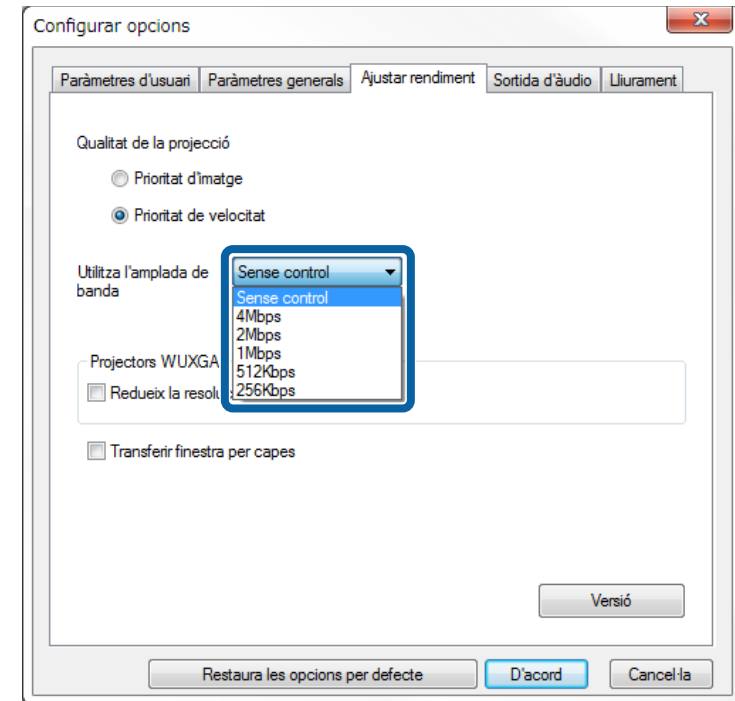 Configurar opcions
Paràmetres d'usuari Paràmetres generals Ajustar rendiment Sortida d'àudio Lliurament
Qualitat de la projecció
Prioritat d'imatge
Prioritat de velocitat
Utilitza l'amplada de banda
Sense control
Sense control
4Mbps
2Mbps
1Mbps
512Kbps
256Kbps
Projectors WUXGA
Redueix la
Transferir finestra per capes
Versió
Restaura les opcions per defecte D'acord Cancel·la